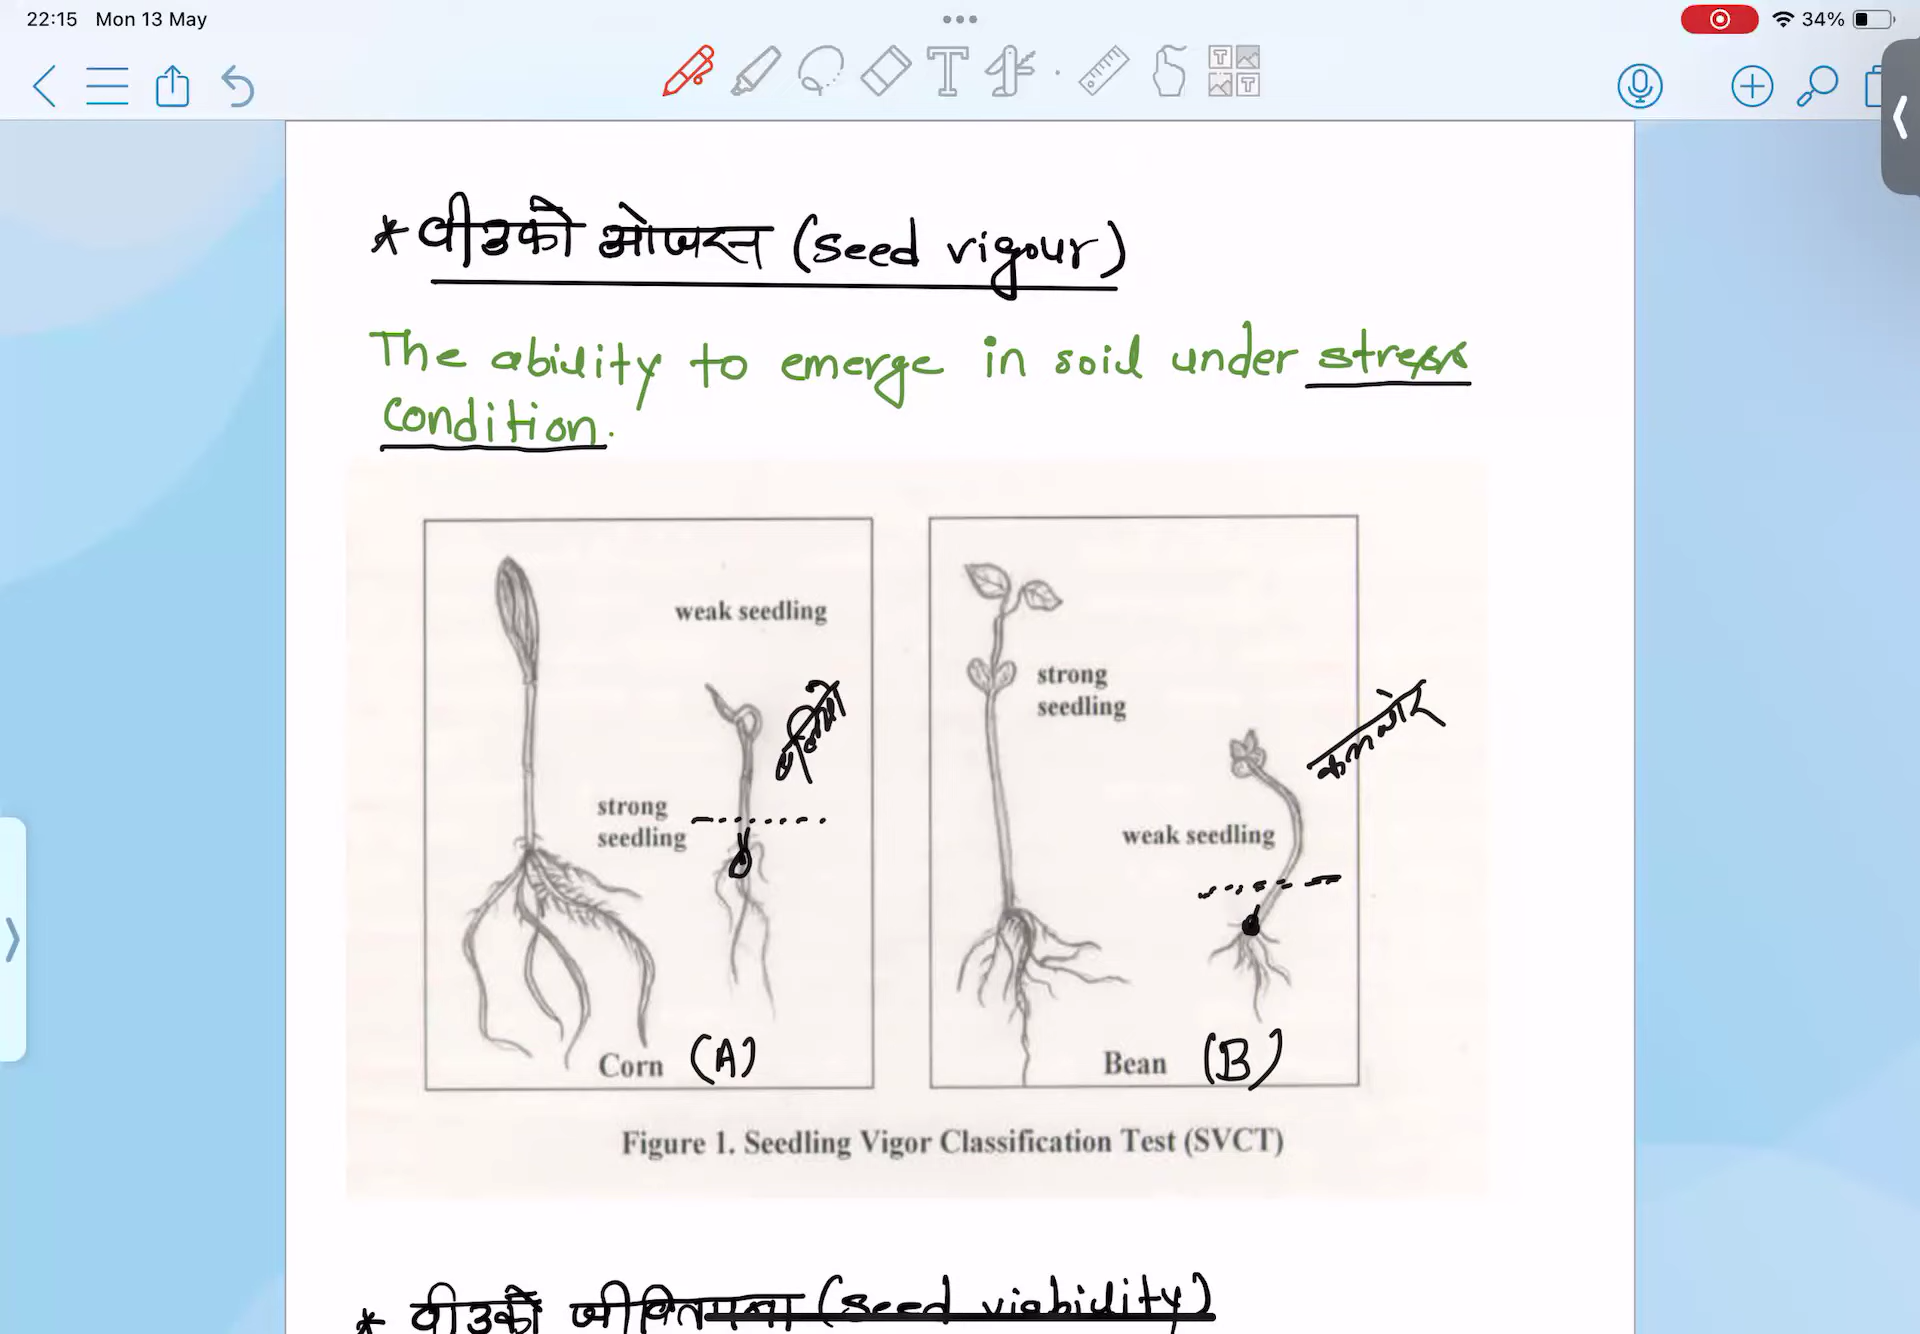 22:15 Mon 13 May
34%
* वीउको ओजस्त (seed vigour)
The ability to emerge in soil under stress
condition.
weak seedling
strong
seedling
Corn (A)
strong
seedling
कमजोर
weak seedling
Bean (B)
Figure 1. Seedling Vigor Classification Test (SVCT)
* वीउको जीवितपना (seed viability)